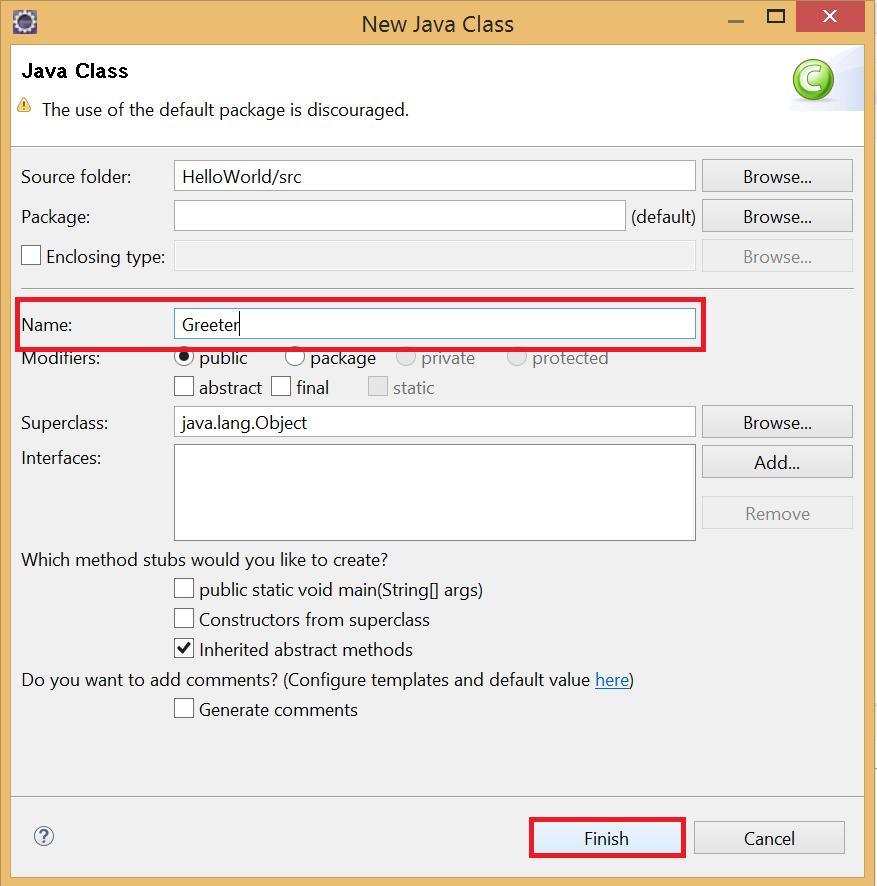 New Java Class
Java Class
The use of the default package is discouraged.
Source folder: HelloWorld/src Browse...
Package: (default) Browse...
Enclosing type: Browse...
Name: Greeter
Modifiers: public package private protected
abstract final static
Superclass: java.lang.Object Browse...
Interfaces: Add...
Remove
Which method stubs would you like to create?
public static void main(String[] args)
Constructors from superclass
Inherited abstract methods
Do you want to add comments? (Configure templates and default value here)
Generate comments
Finish Cancel